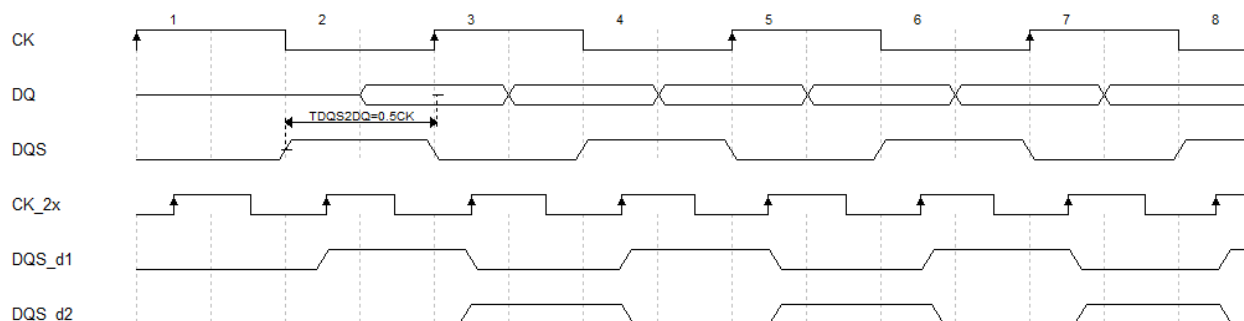 1 2 3 4 5 6 7 8
CK
DQ
TDQS2DQ=0.5CK
DQS
CK_2x
DQS_d1
DQS_d2